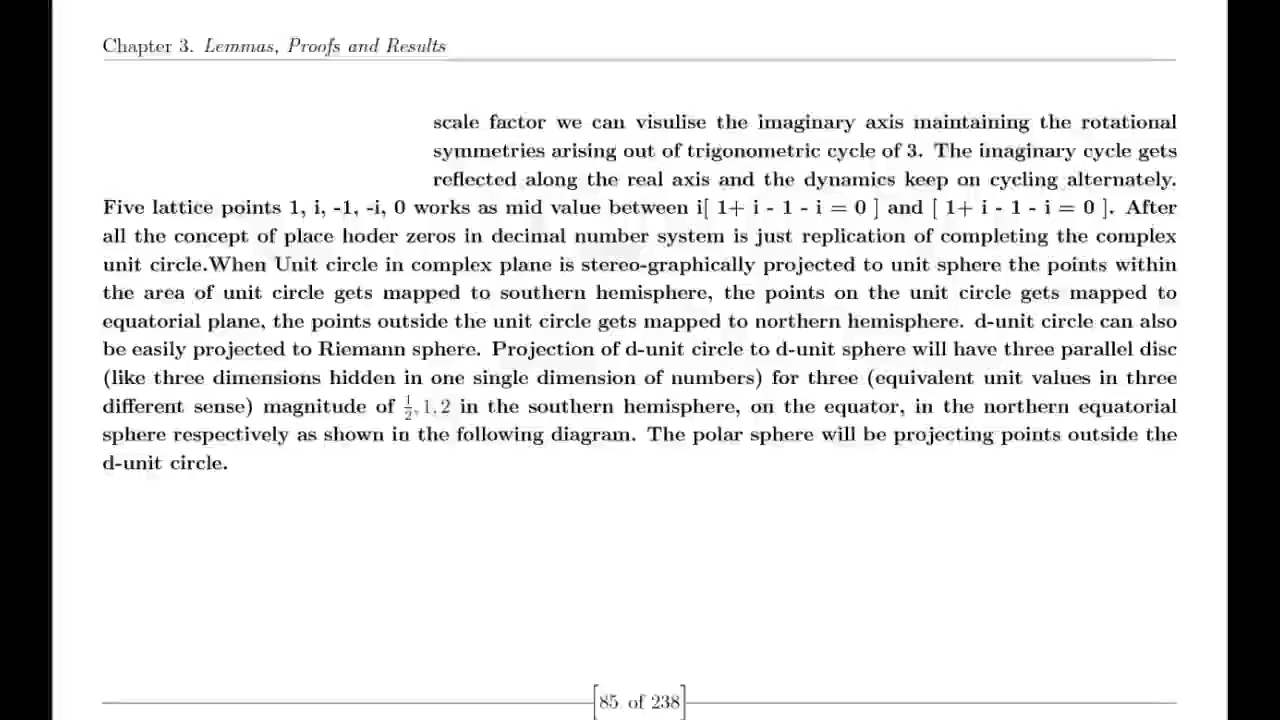 Chapter 3. Lemmas, Proofs and Results
scale factor we can visulise the imaginary axis maintaining the rotational
symmetries arising out of trigonometric cycle of 3. The imaginary cycle gets
reflected along the real axis and the dynamics keep on cycling alternately.
Five lattice points 1, i, -1, -i, 0 works as mid value between i[ 1+ i - 1 - i = 0 ] and [ 1+ i - 1 - i = 0 ]. After
all the concept of place hoder zeros in decimal number system is just replication of completing the complex
unit circle.When Unit circle in complex plane is stereo-graphically projected to unit sphere the points within
the area of unit circle gets mapped to southern hemisphere, the points on the unit circle gets mapped to
equatorial plane, the points outside the unit circle gets mapped to northern hemisphere. d-unit circle can also
be easily projected to Riemann sphere. Projection of d-unit circle to d-unit sphere will have three parallel disc
(like three dimensions hidden in one single dimension of numbers) for three (equivalent unit values in three
different sense) magnitude of 1/2, 1, 2 in the southern hemisphere, on the equator, in the northern equatorial
sphere respectively as shown in the following diagram. The polar sphere will be projecting points outside the
d-unit circle.
[85 of 238]